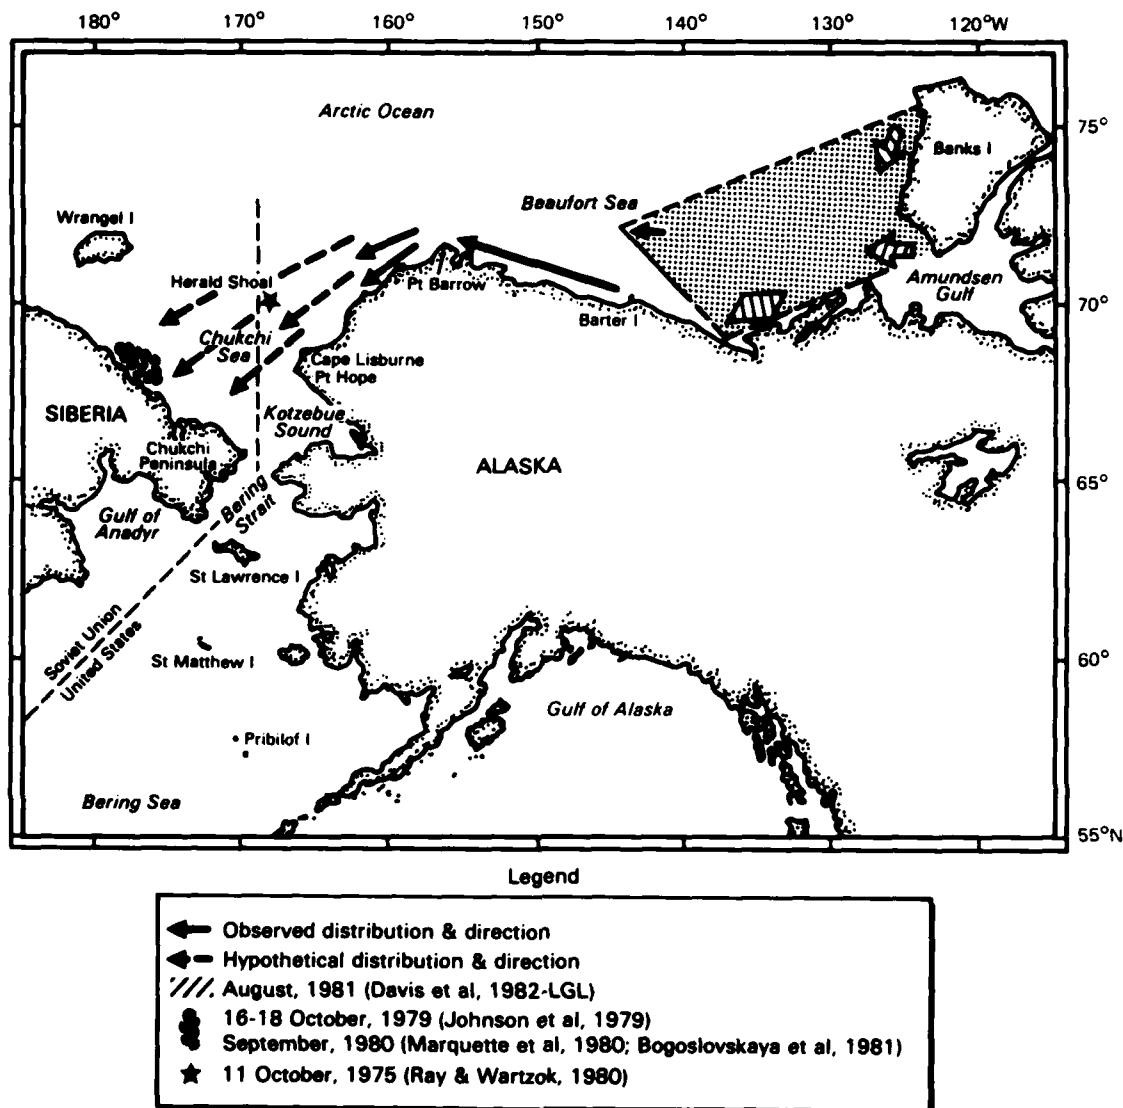 180° 170° 160° 150° 140° 130° 120°W
Arctic Ocean
75°
Banks I
Beaufort Sea
Wrangel I
Herald Shoal
Pt Barrow
Amundsen
Gulf
70°
Barter I
Chukchi
Sea
Cape Lisburne
Pt Hope
SIBERIA
Kotzebue
Sound
Chukchi
Peninsula
ALASKA
65°
Bering
Strait
Gulf of
Anadyr
St Lawrence I
Soviet Union
United States
St Matthew I
60°
Gulf of Alaska
Pribilof I
Bering Sea
55°N
Legend
Observed distribution & direction
Hypothetical distribution & direction
August, 1981 (Davis et al, 1982-LGL)
16-18 October, 1979 (Johnson et al, 1979)
September, 1980 (Marquette et al, 1980; Bogoslovskaya et al, 1981)
11 October, 1975 (Ray & Wartzok, 1980)